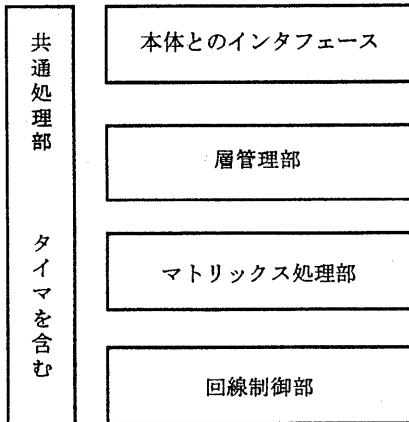 共通処理部 タイマを含む
本体とのインタフェース
層管理部
マトリックス処理部
回線制御部